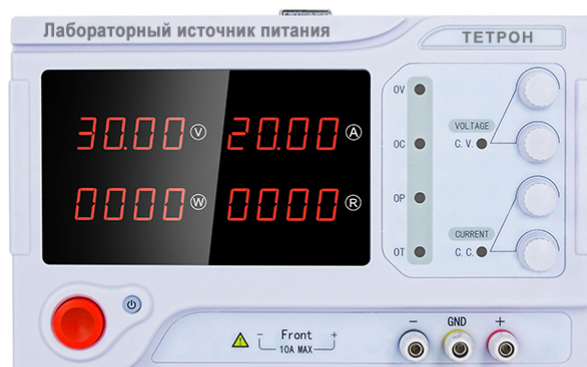 Лабораторный источник питания
ТЕТРОН
30.00 V 20.00 A
0000 W 0000 R
OV
OC
OP
OT
VOLTAGE
C.V.
CURRENT
C.C.
- Front +
10A MAX
- GND +